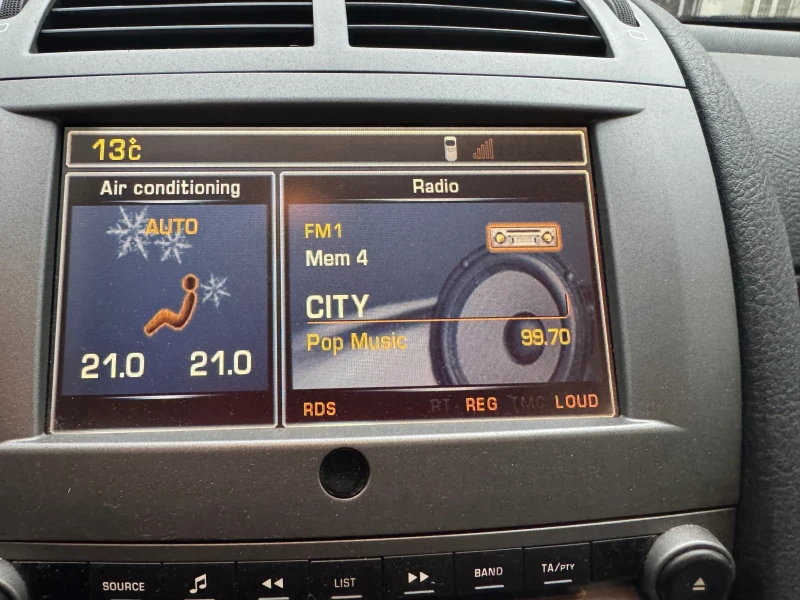 13°C
Air conditioning
AUTO
21.0 21.0
Radio
FM1
Mem 4
CITY
Pop Music 99.70
RDS RT REG TMC LOUD
SOURCE LIST BAND TA/PTY